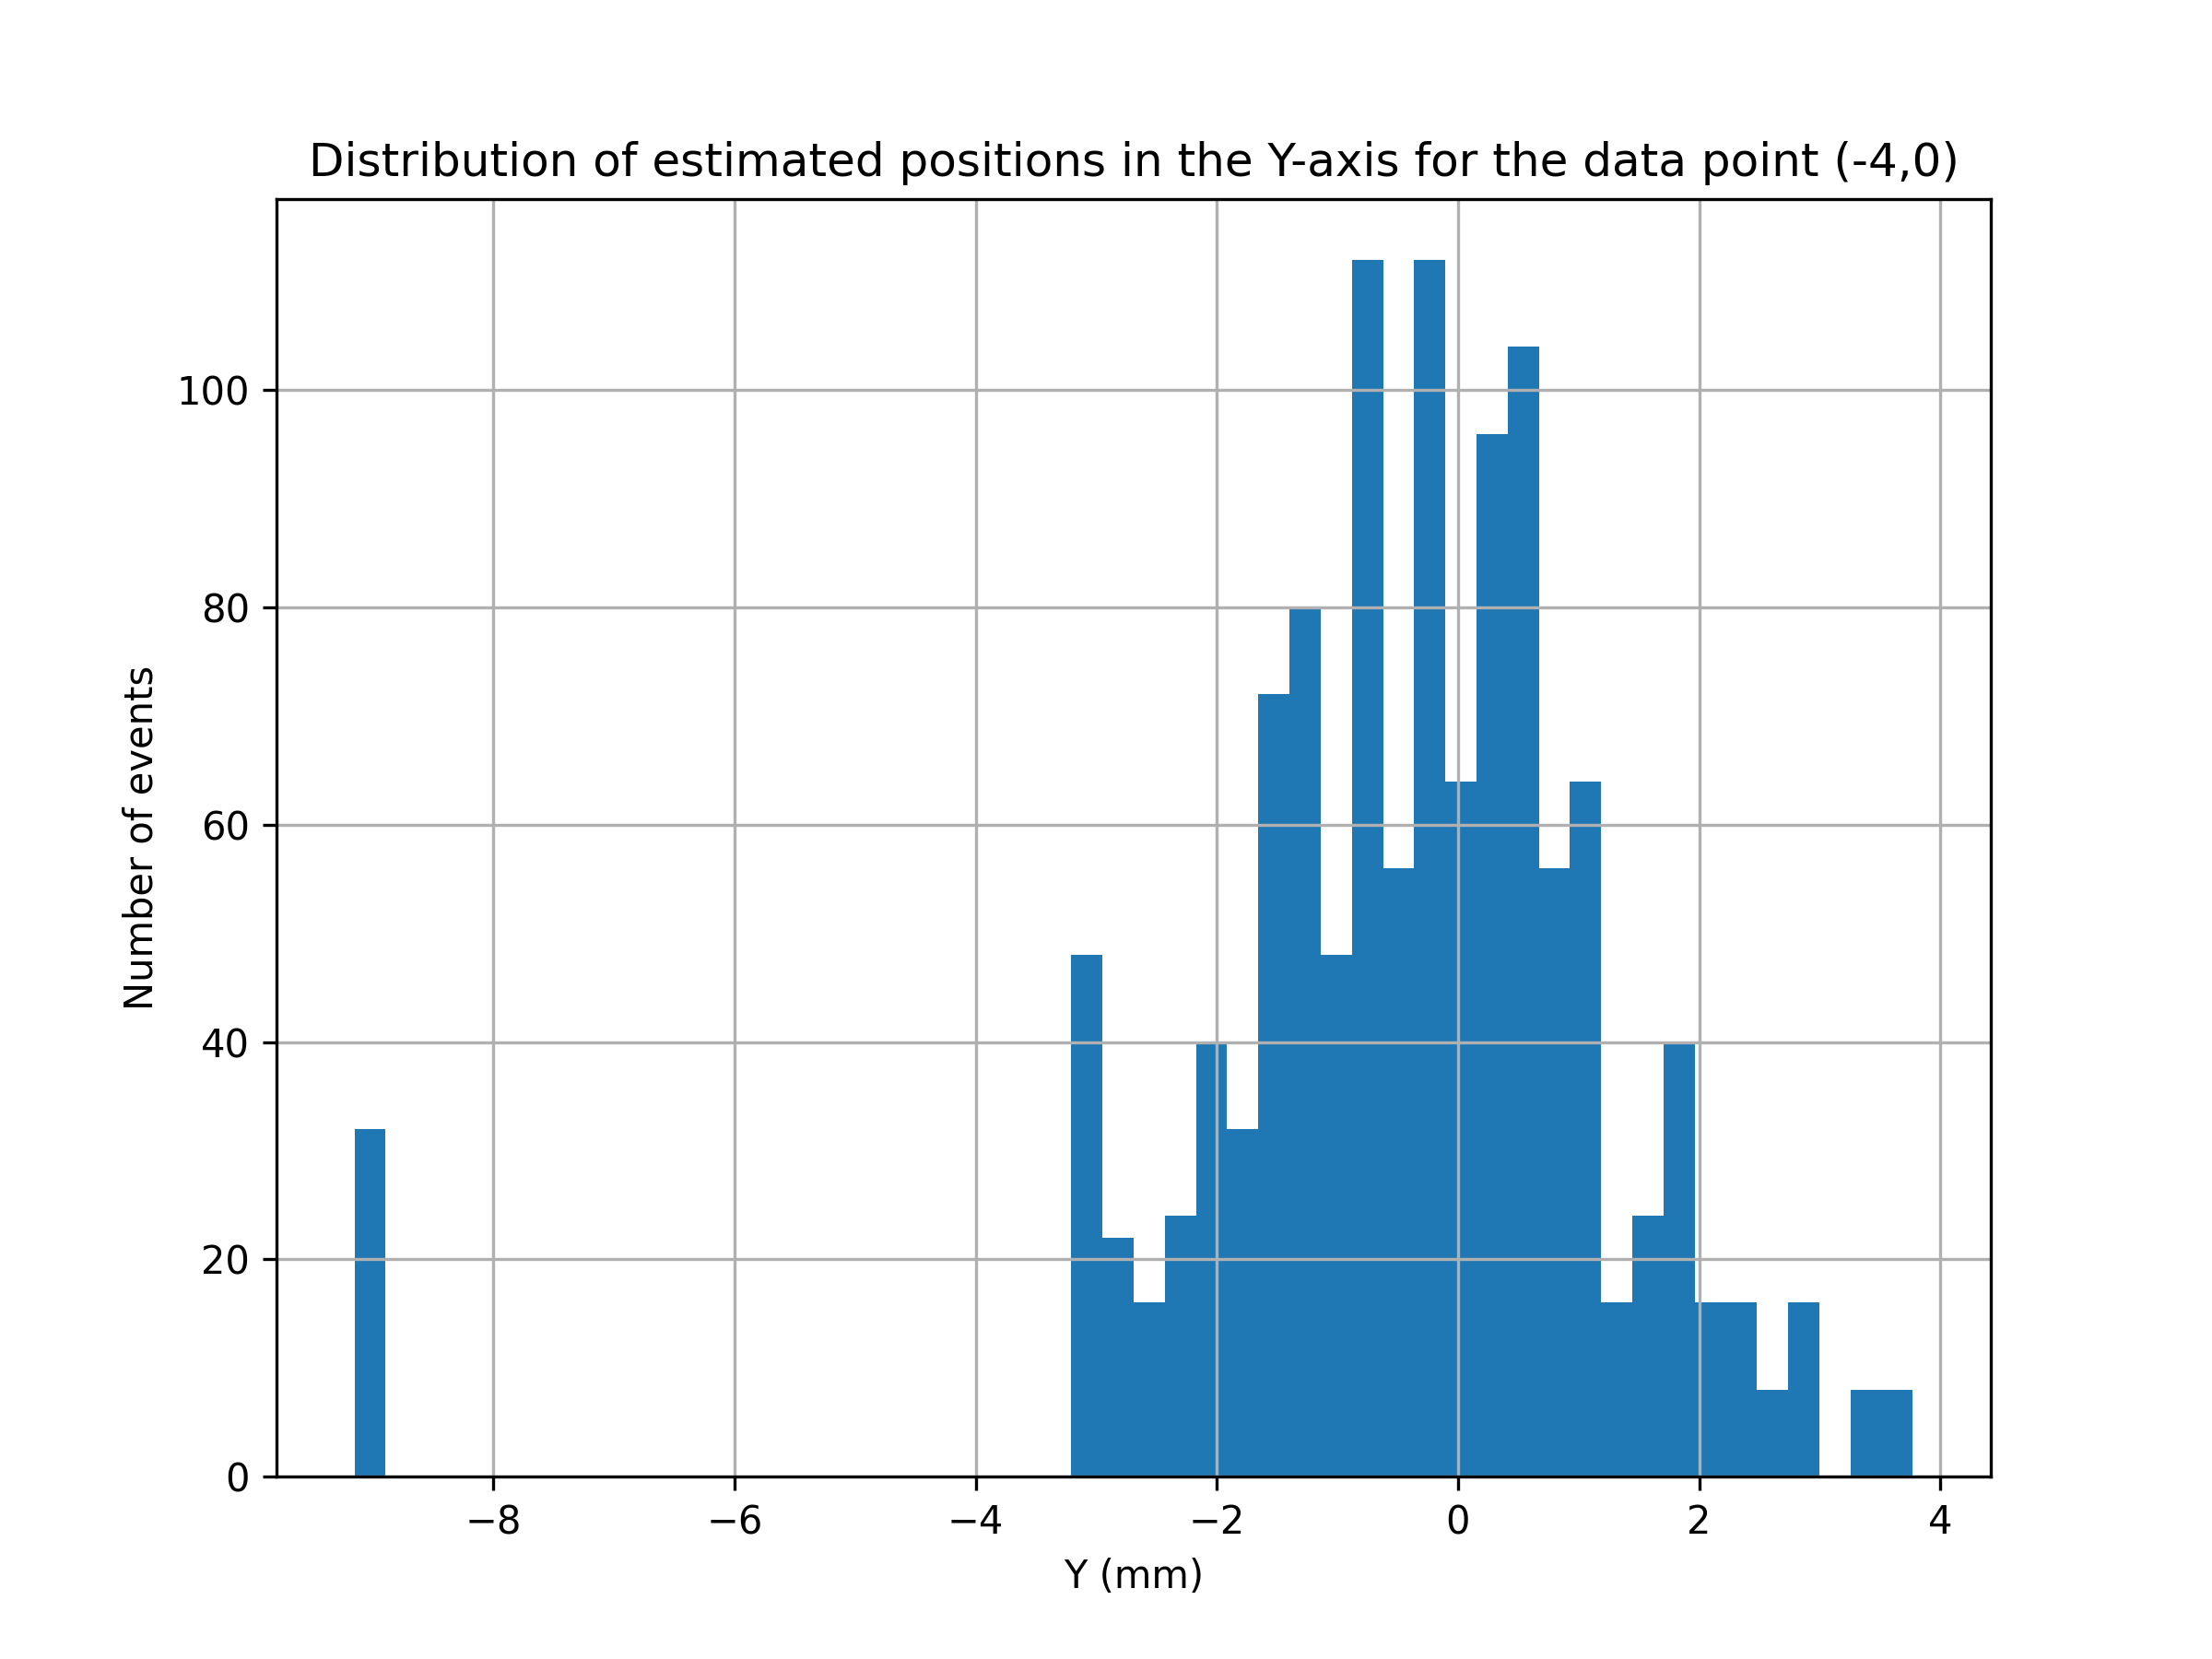 Distribution of estimated positions in the Y-axis for the data point (-4,0)
100
80
60
40
20
0
Number of events
−8 −6 −4 −2 0 2 4
Y (mm)